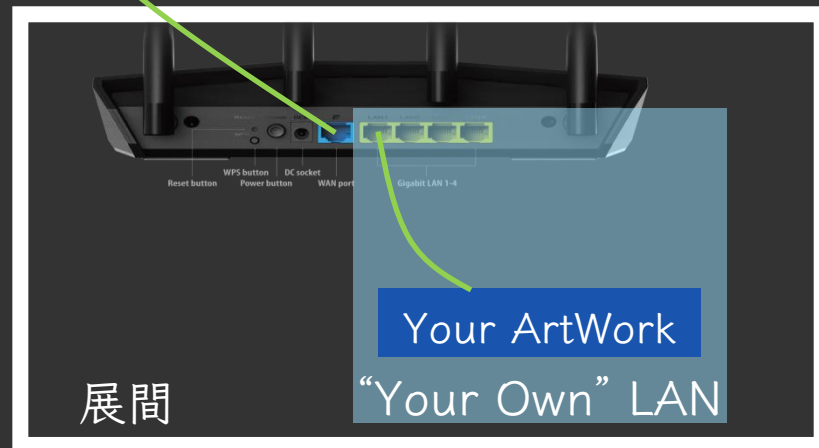 WPS button
DC socket
Reset button
Power button
WAN port
Gigabit LAN 1-4
Your ArtWork
展間
“Your Own” LAN